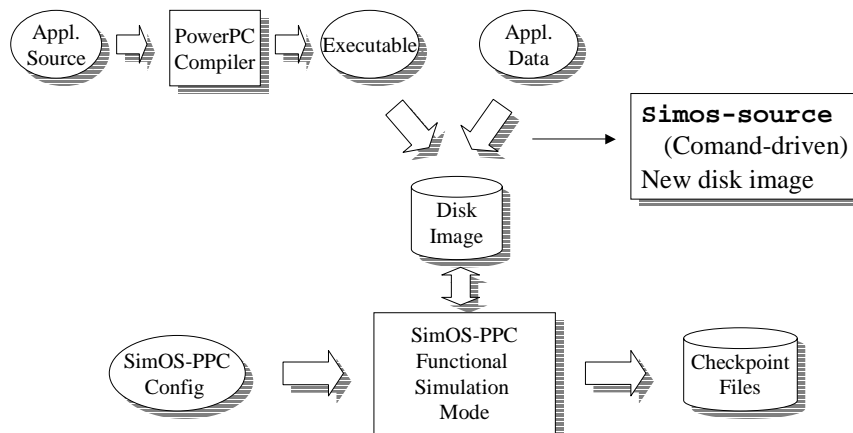 Appl.
Source
PowerPC
Compiler
Executable
Appl.
Data
Simos-source
(Comand-driven)
New disk image
Disk
Image
SimOS-PPC
Config
SimOS-PPC
Functional
Simulation
Mode
Checkpoint
Files